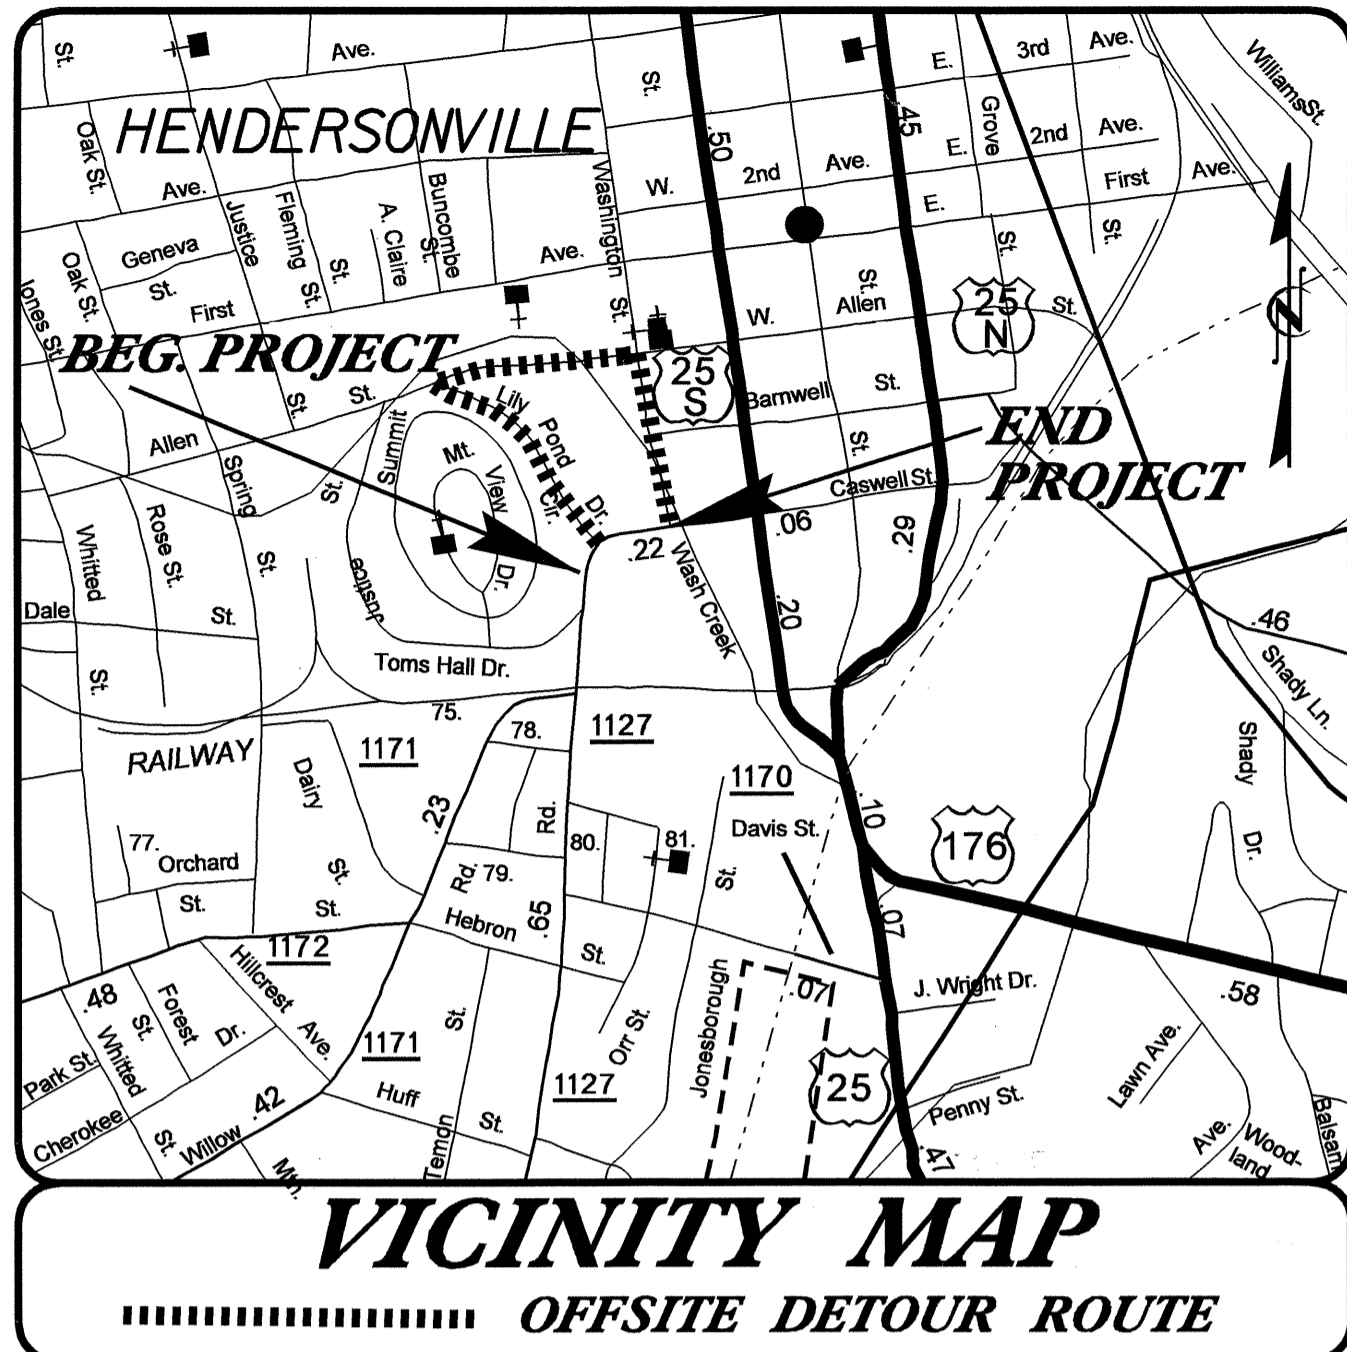 St.
Ave.
St.
E.
3rd
Ave.
Williams St.
HENDERSONVILLE
Oak St.
.50
.45
Grove
E.
2nd
Ave.
Ave.
Washington
St.
W.
2nd
Ave.
First
Ave.
E.
Justice
Fleming
St.
St.
A. Claire
Buncombe
St.
Geneva
St.
Oak St.
Ave.
St.
St.
First
St.
Allen
W.
25
N
St.
N
Jones St.
BEG. PROJECT
25
S
Barnwell
St.
St.
St.
Allen
Summit
St.
Lily
Pond
Dr.
Mt.
View
Cir.
Dr.
END
PROJECT
St.
Caswell St.
Spring
St.
Rose St.
Whitted
St.
.22
.06
.29
Wash Creek
.20
Justice
Dale
St.
.46
Shady Ln.
Toms Hall Dr.
75.
78.
1127
1171
RAILWAY
Dairy
St.
.23
Rd.
1170
Davis St.
.10
176
Shady
Dr.
77.
Orchard
St.
St.
80.
81.
Rd.
79.
Hebron
St.
.65
St.
.07
1172
Hillcrest
Ave.
.48
Forest
Dr.
St.
Whitted
St.
Park St.
Cherokee
Willow
.42
1171
Huff
St.
St.
Temon
Mtn.
1127
Orr St.
Jonesborough
.07
25
J. Wright Dr.
.58
Penny St.
Lawn Ave.
Ave.
Wood-
land
Balsam
.47
VICINITY MAP
OFFSITE DETOUR ROUTE